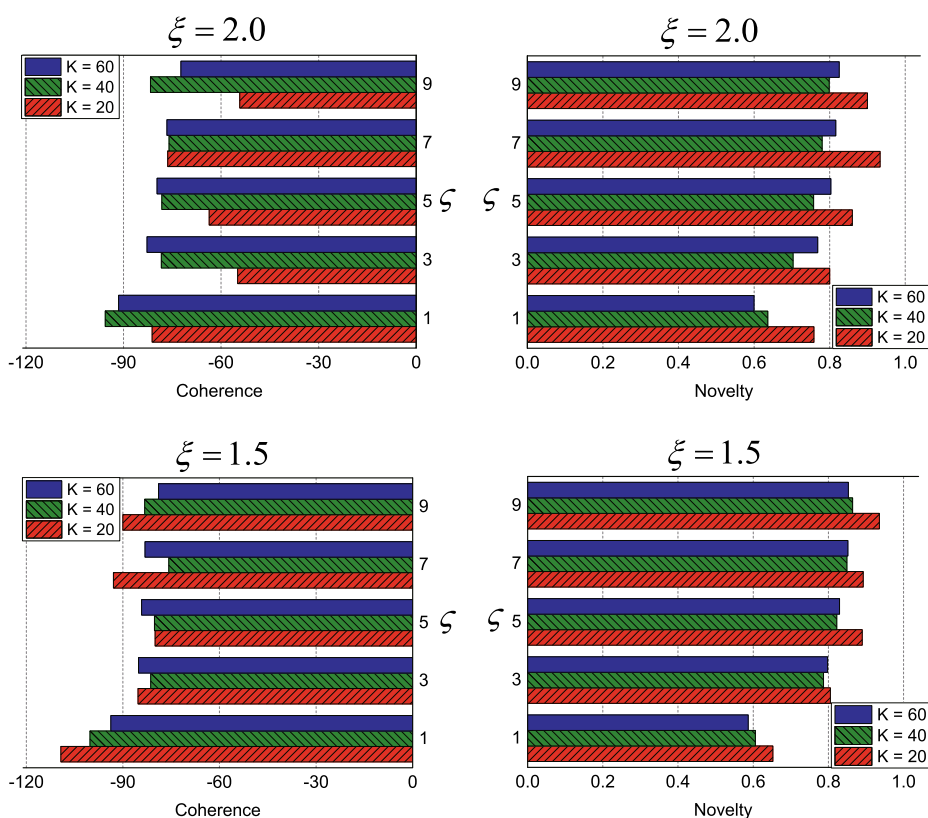 ξ = 2.0
K = 60
K = 40
K = 20
9
7
5
3
1
ς
-120 -90 -60 -30 0
Coherence
ξ = 2.0
9
7
5
3
1
ς
K = 60
K = 40
K = 20
0.0 0.2 0.4 0.6 0.8 1.0
Novelty
ξ = 1.5
K = 60
K = 40
K = 20
9
7
5
3
1
ς
-120 -90 -60 -30 0
Coherence
ξ = 1.5
9
7
5
3
1
ς
K = 60
K = 40
K = 20
0.0 0.2 0.4 0.6 0.8 1.0
Novelty